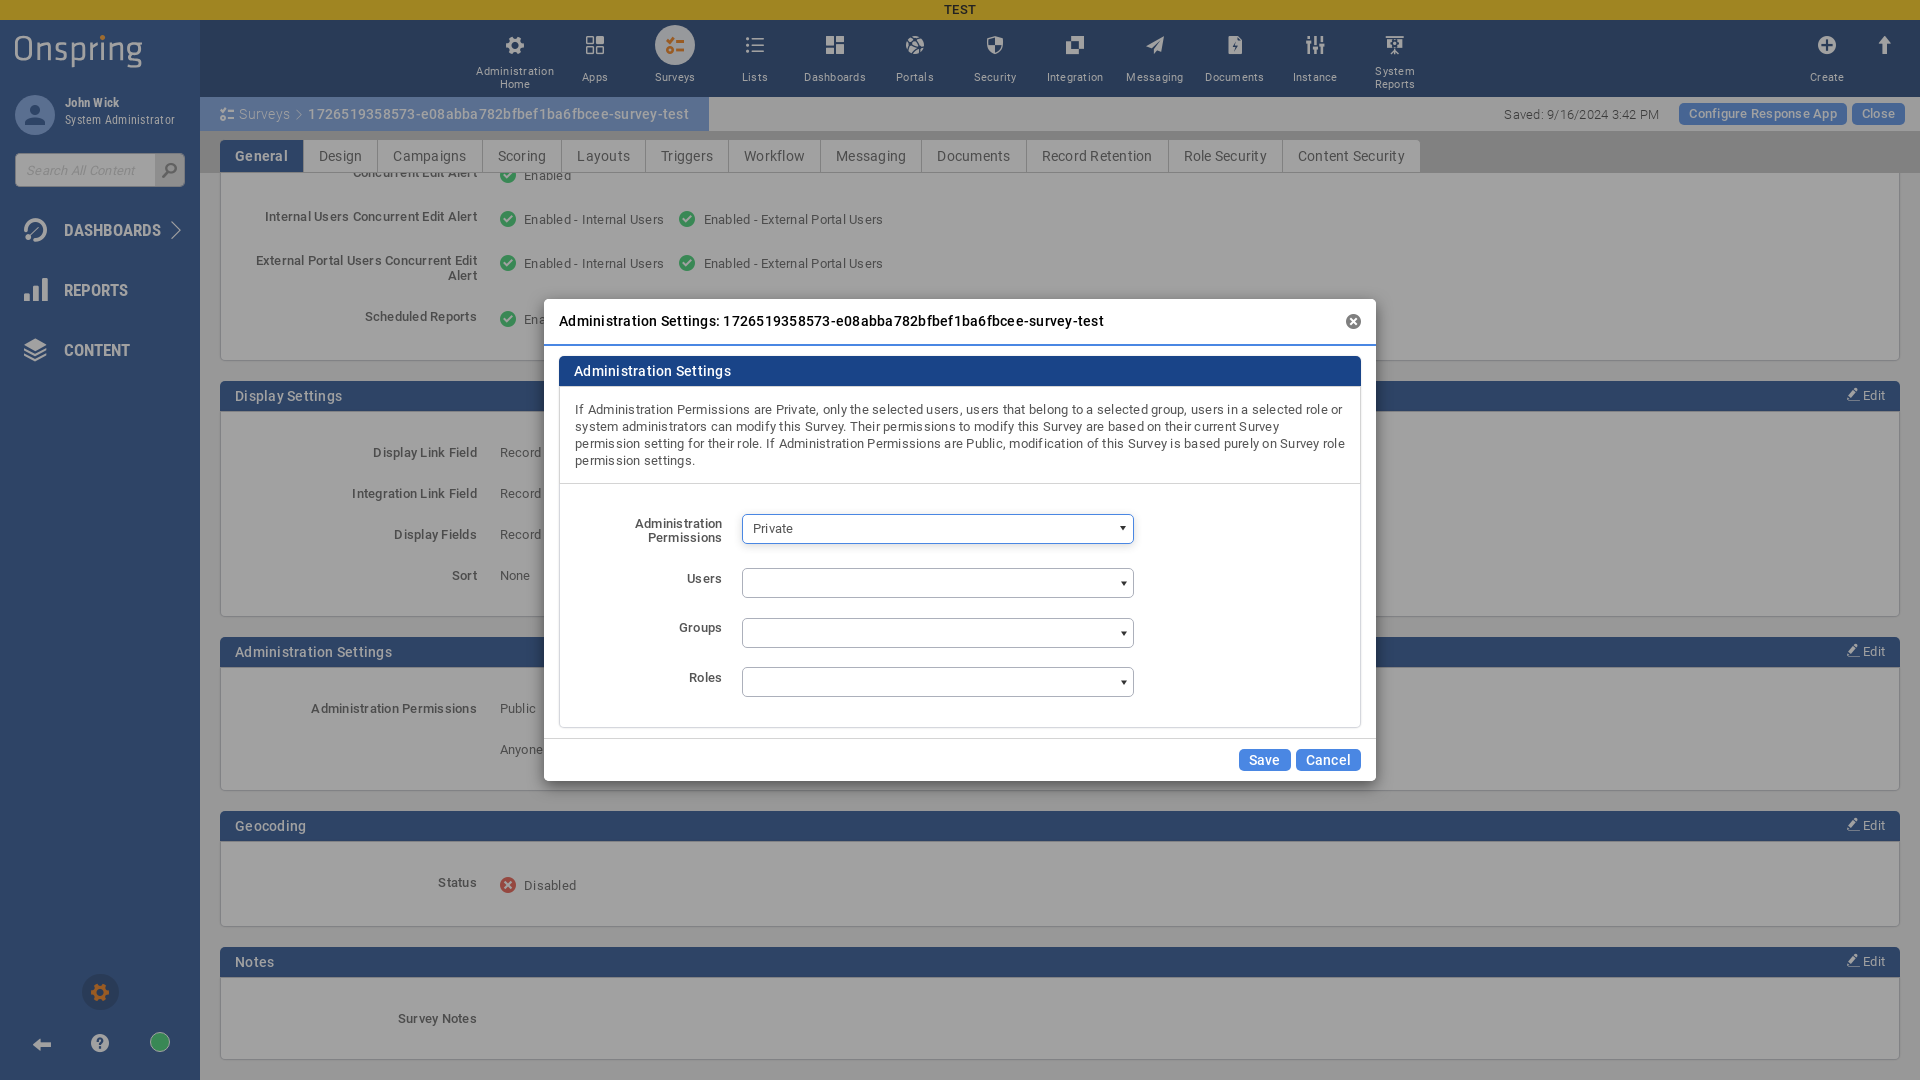 TEST
Onspring
Administration Home
Apps
Surveys
Lists
Dashboards
Portals
Security
Integration
Messaging
Documents
Instance
System Reports
Create
John Wick
System Administrator
Search All Content
DASHBOARDS
REPORTS
CONTENT
Surveys
1726519358573-e08abba782bfbef1ba6fbcee-survey-test
Saved: 9/16/2024 3:42 PM
Configure Response App
Close
General
Design
Campaigns
Scoring
Layouts
Triggers
Workflow
Messaging
Documents
Record Retention
Role Security
Content Security
Concurrent Edit Alert
Enabled
Internal Users Concurrent Edit Alert
Enabled - Internal Users
Enabled - External Portal Users
External Portal Users Concurrent Edit
Alert
Enabled - Internal Users
Enabled - External Portal Users
Scheduled Reports
Ena
Display Settings
Edit
Display Link Field
Record
Integration Link Field
Record
Display Fields
Record
Sort
None
Administration Settings
Edit
Administration Permissions
Public
Anyone
Geocoding
Edit
Status
Disabled
Notes
Edit
Survey Notes
Administration Settings: 1726519358573-e08abba782bfbef1ba6fbcee-survey-test
Administration Settings
If Administration Permissions are Private, only the selected users, users that belong to a selected group, users in a selected role or
system administrators can modify this Survey. Their permissions to modify this Survey are based on their current Survey
permission setting for their role. If Administration Permissions are Public, modification of this Survey is based purely on Survey role
permission settings.
Administration
Permissions
Private
Users
Groups
Roles
Save
Cancel